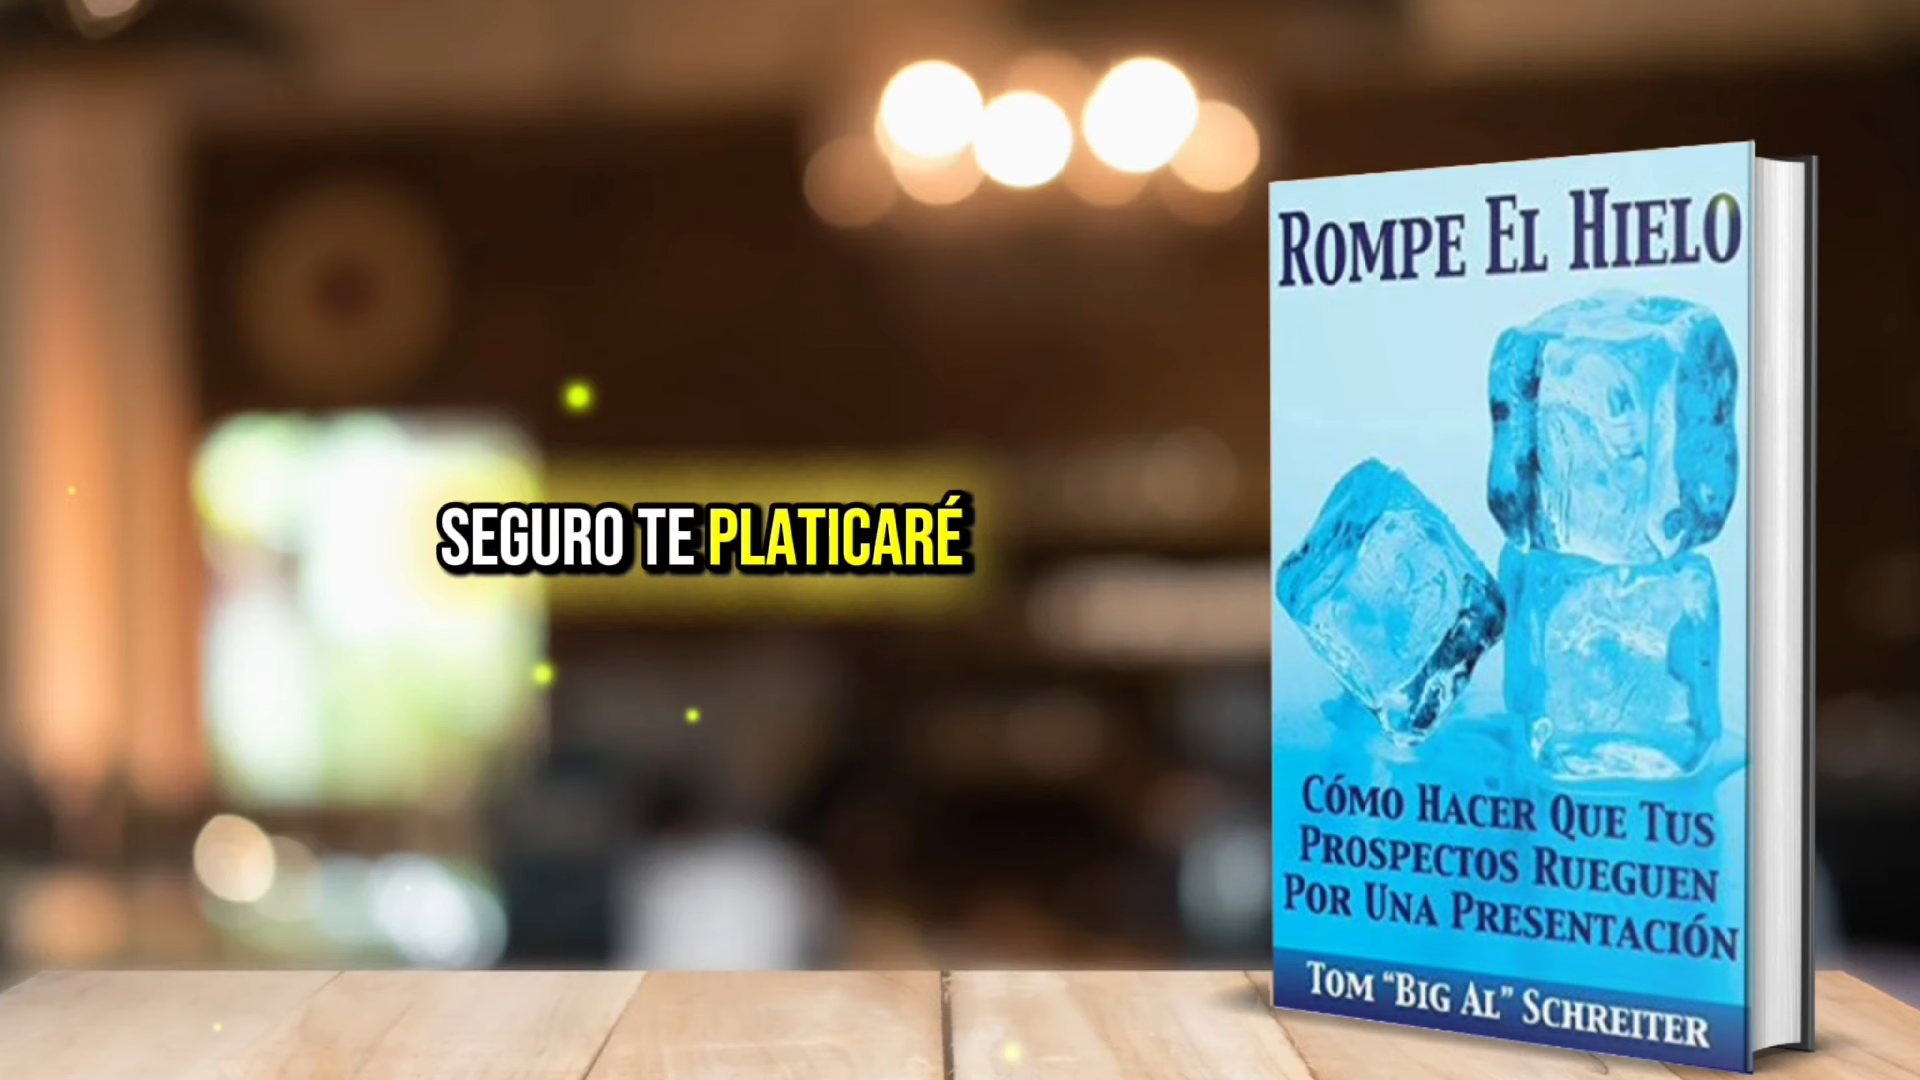 SEGURO TE PLATICARÉ
ROMPE EL HIELO
CÓMO HACER QUE TUS
PROSPECTOS RUEGUEN
POR UNA PRESENTACIÓN
TOM “BIG AL” SCHREITER